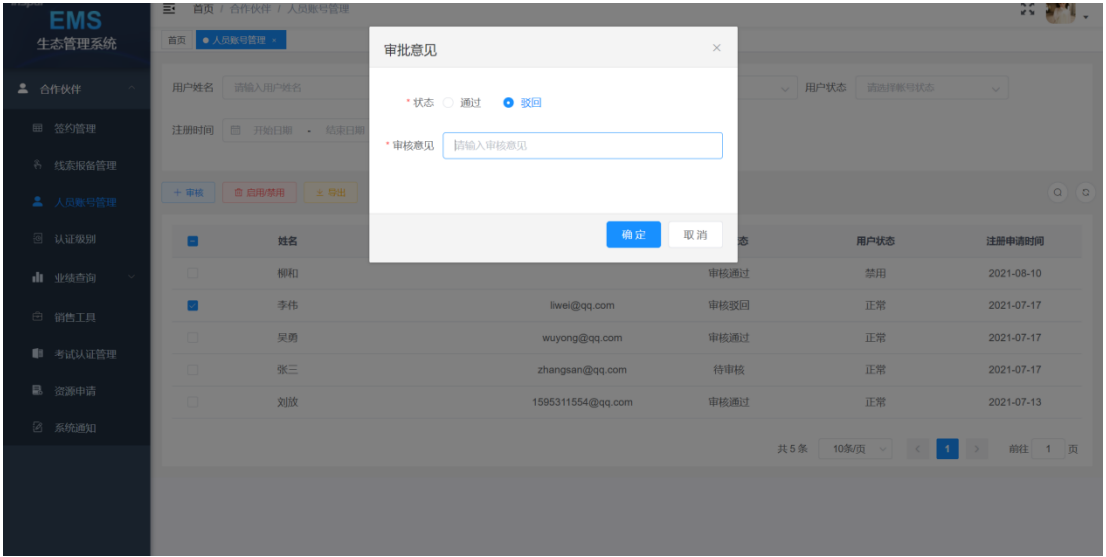 EMS
生态管理系统
首页 / 合作伙伴 / 人员账号管理
首页 人员账号管理 ×
合作伙伴
签约管理
线索报备管理
人员账号管理
认证级别
业绩查询
销售工具
考试认证管理
资源申请
系统通知
用户姓名 请输入用户姓名
用户状态 请选择帐号状态
注册时间 开始日期 - 结束日期
+ 审核 启用/禁用 导出
审批意见 ×
* 状态 通过 驳回
* 审核意见 请输入审核意见
确定 取消
姓名 态 用户状态 注册申请时间
柳和 审核通过 禁用 2021-08-10
李伟 liwei@qq.com 审核驳回 正常 2021-07-17
吴勇 wuyong@qq.com 审核通过 正常 2021-07-17
张三 zhangsan@qq.com 待审核 正常 2021-07-17
刘放 1595311554@qq.com 审核通过 正常 2021-07-13
共 5 条 10条/页 < 1 > 前往 1 页